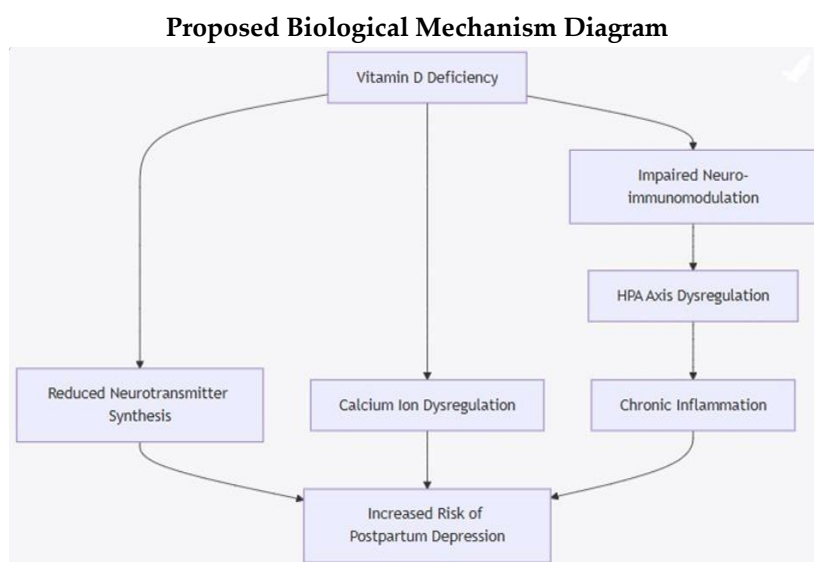 Proposed Biological Mechanism Diagram
Vitamin D Deficiency
Impaired Neuro-
immunomodulation
HPA Axis Dysregulation
Reduced Neurotransmitter
Synthesis
Calcium Ion Dysregulation
Chronic Inflammation
Increased Risk of
Postpartum Depression